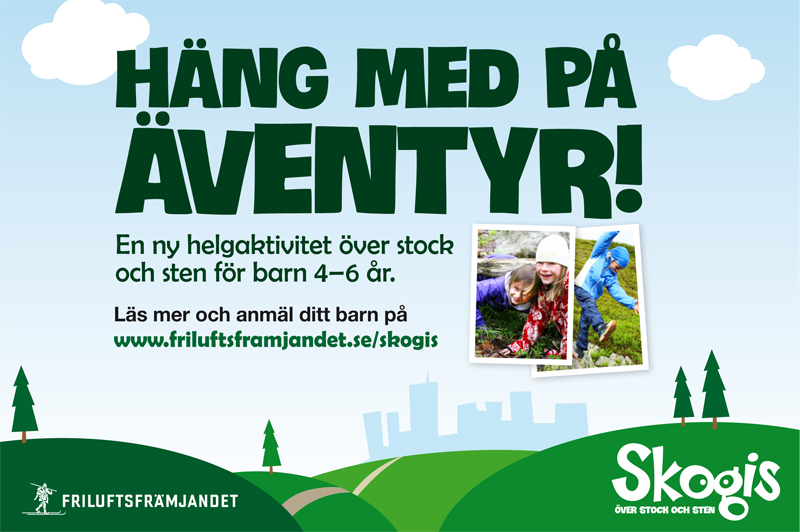 HÄNG MED PÅ
ÄVENTYR!
En ny helgaktivitet över stock
och sten för barn 4–6 år.
Läs mer och anmäl ditt barn på
www.friluftsframjandet.se/skogis
FRILUFTSFRÄMJANDET
Skogis
ÖVER STOCK OCH STEN